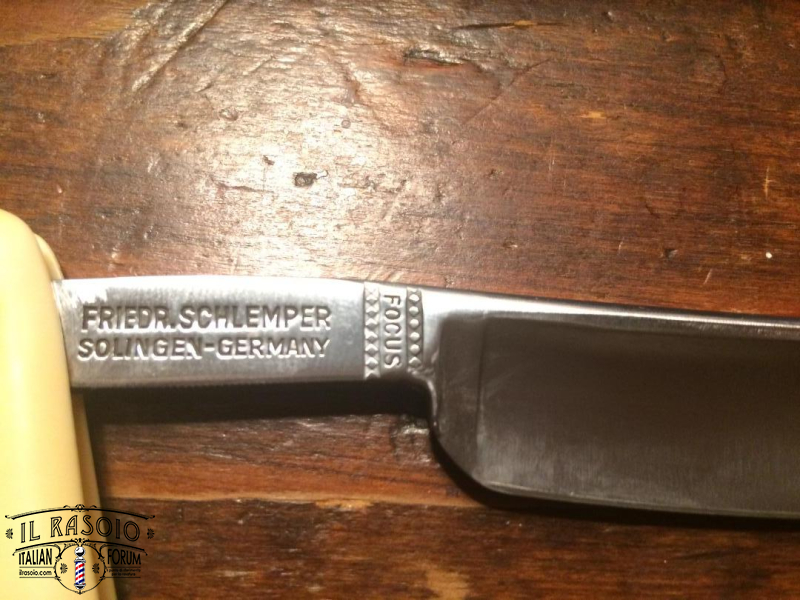 FRIEDR. SCHLEMPER
SOLINGEN-GERMANY
FOCUS
IL RASOIO
ITALIAN FORUM
ilrasoio.com